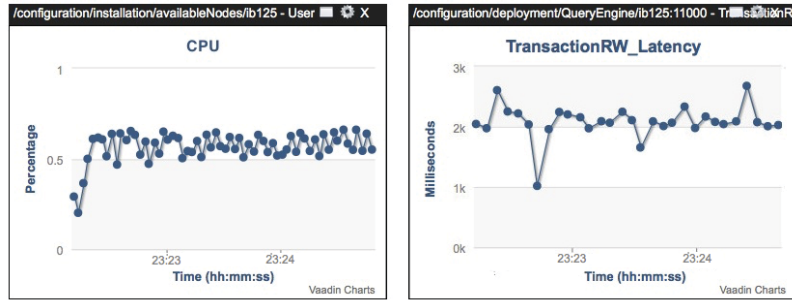 /configuration/installation/availableNodes/ib125 - User X
CPU
1
0.5
0
Percentage
23:23
23:24
Time (hh:mm:ss)
Vaadin Charts
/configuration/deployment/QueryEngine/ib125:11000 - X
TransactionRW_Latency
3k
2k
1k
0k
Milliseconds
23:23
23:24
Time (hh:mm:ss)
Vaadin Charts